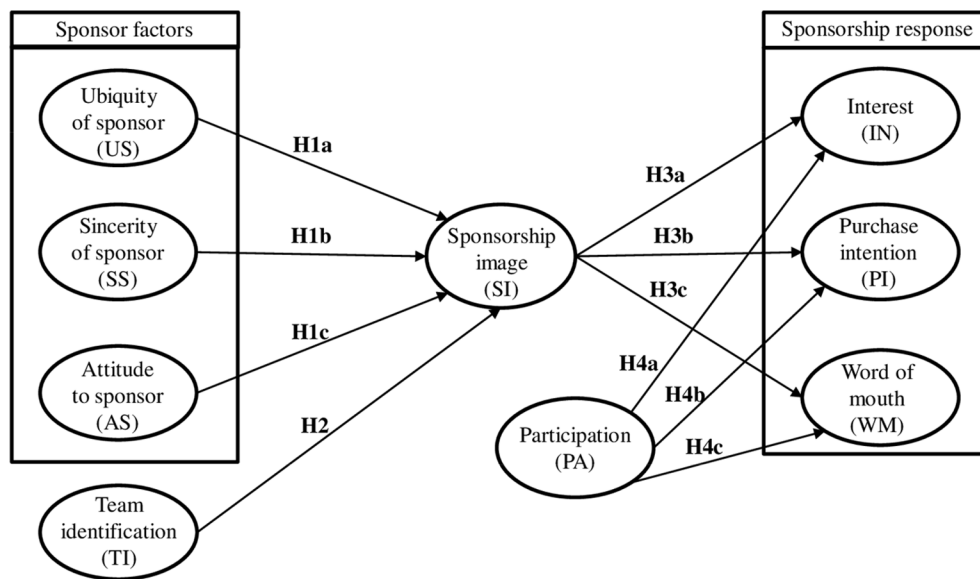 Sponsor factors
Ubiquity
of sponsor
(US)
Sincerity
of sponsor
(SS)
Attitude
to sponsor
(AS)
Team
identification
(TI)
H1a
H1b
H1c
H2
Sponsorship
image
(SI)
Participation
(PA)
H3a
H3b
H3c
H4a
H4b
H4c
Sponsorship response
Interest
(IN)
Purchase
intention
(PI)
Word of
mouth
(WM)